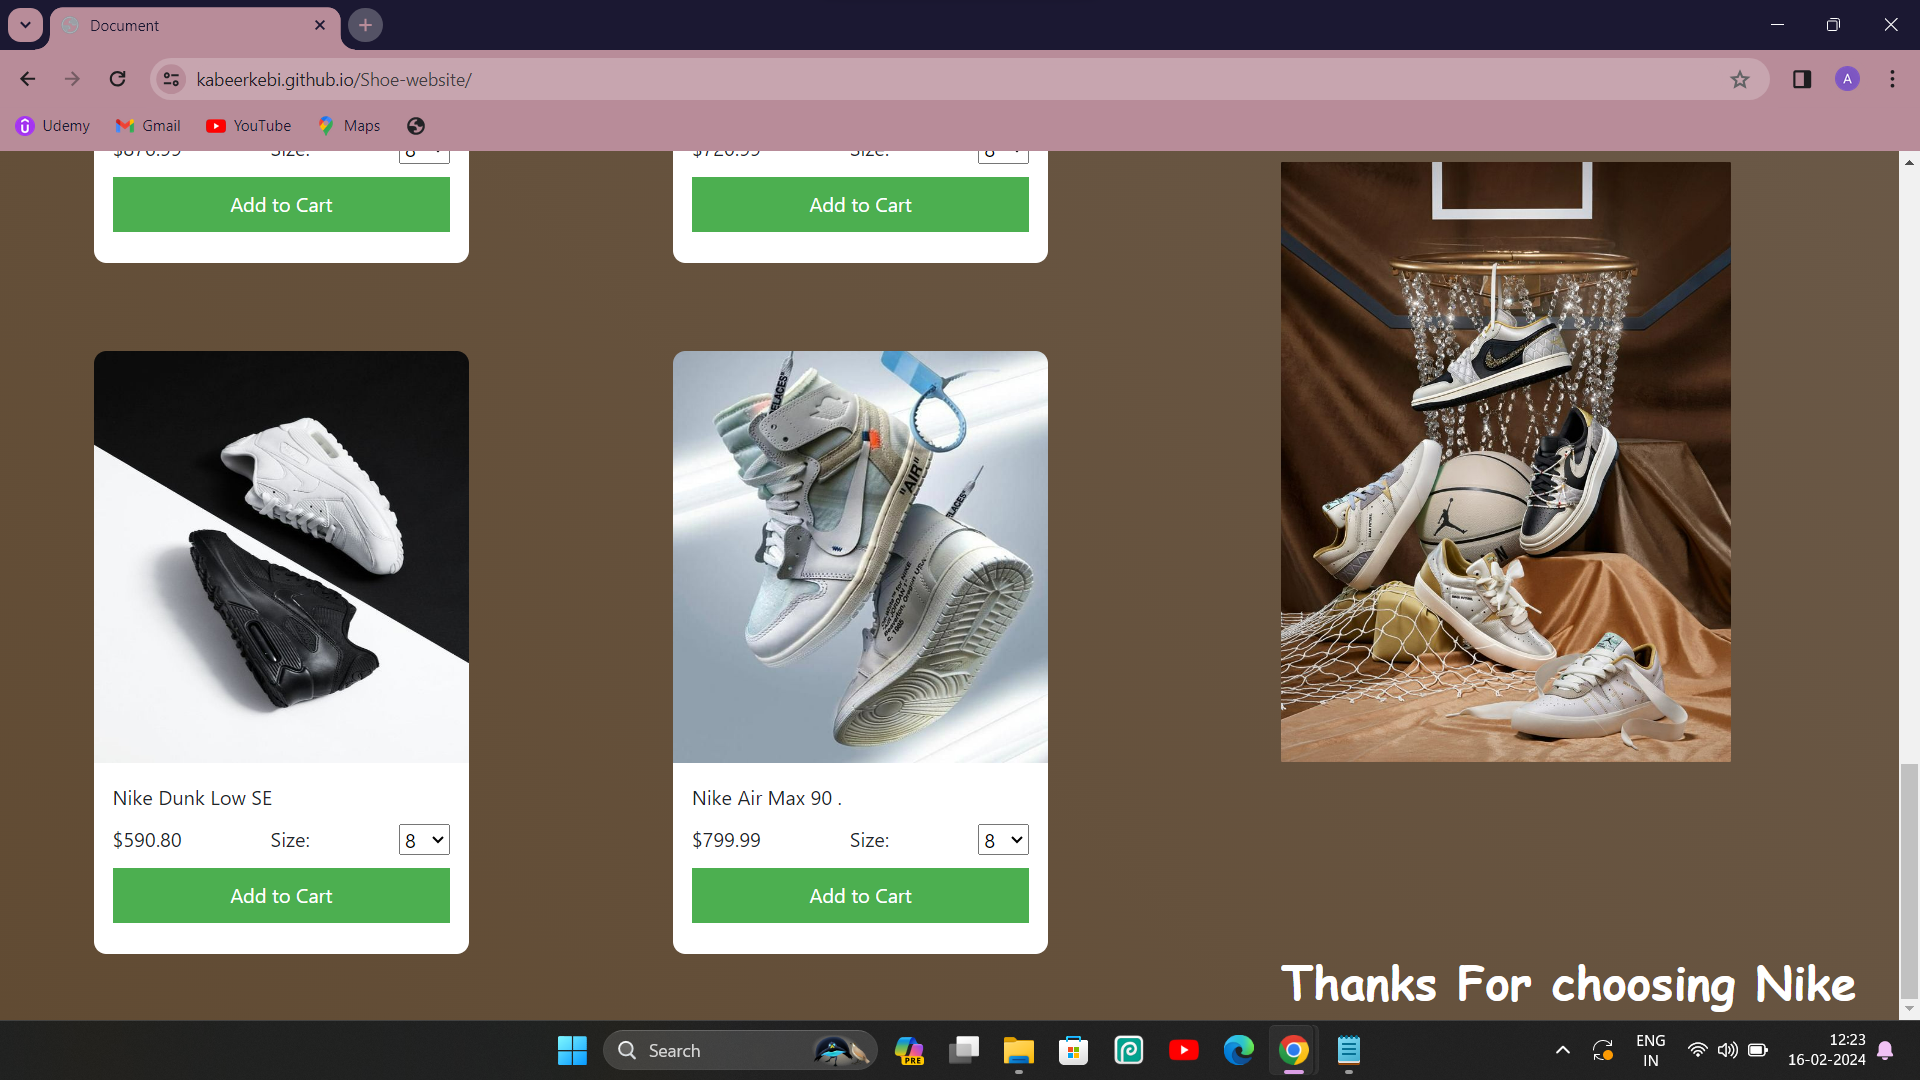 Document
kabeerkebi.github.io/Shoe-website/
A
Udemy Gmail YouTube Maps
Size: 8
Size: 8
Add to Cart
Add to Cart
"AIR"
Nike Dunk Low SE
$590.80 Size: 8
Add to Cart
Nike Air Max 90 .
$799.99 Size: 8
Add to Cart
Thanks For choosing Nike
Search
PRE
ENG
IN
12:23
16-02-2024